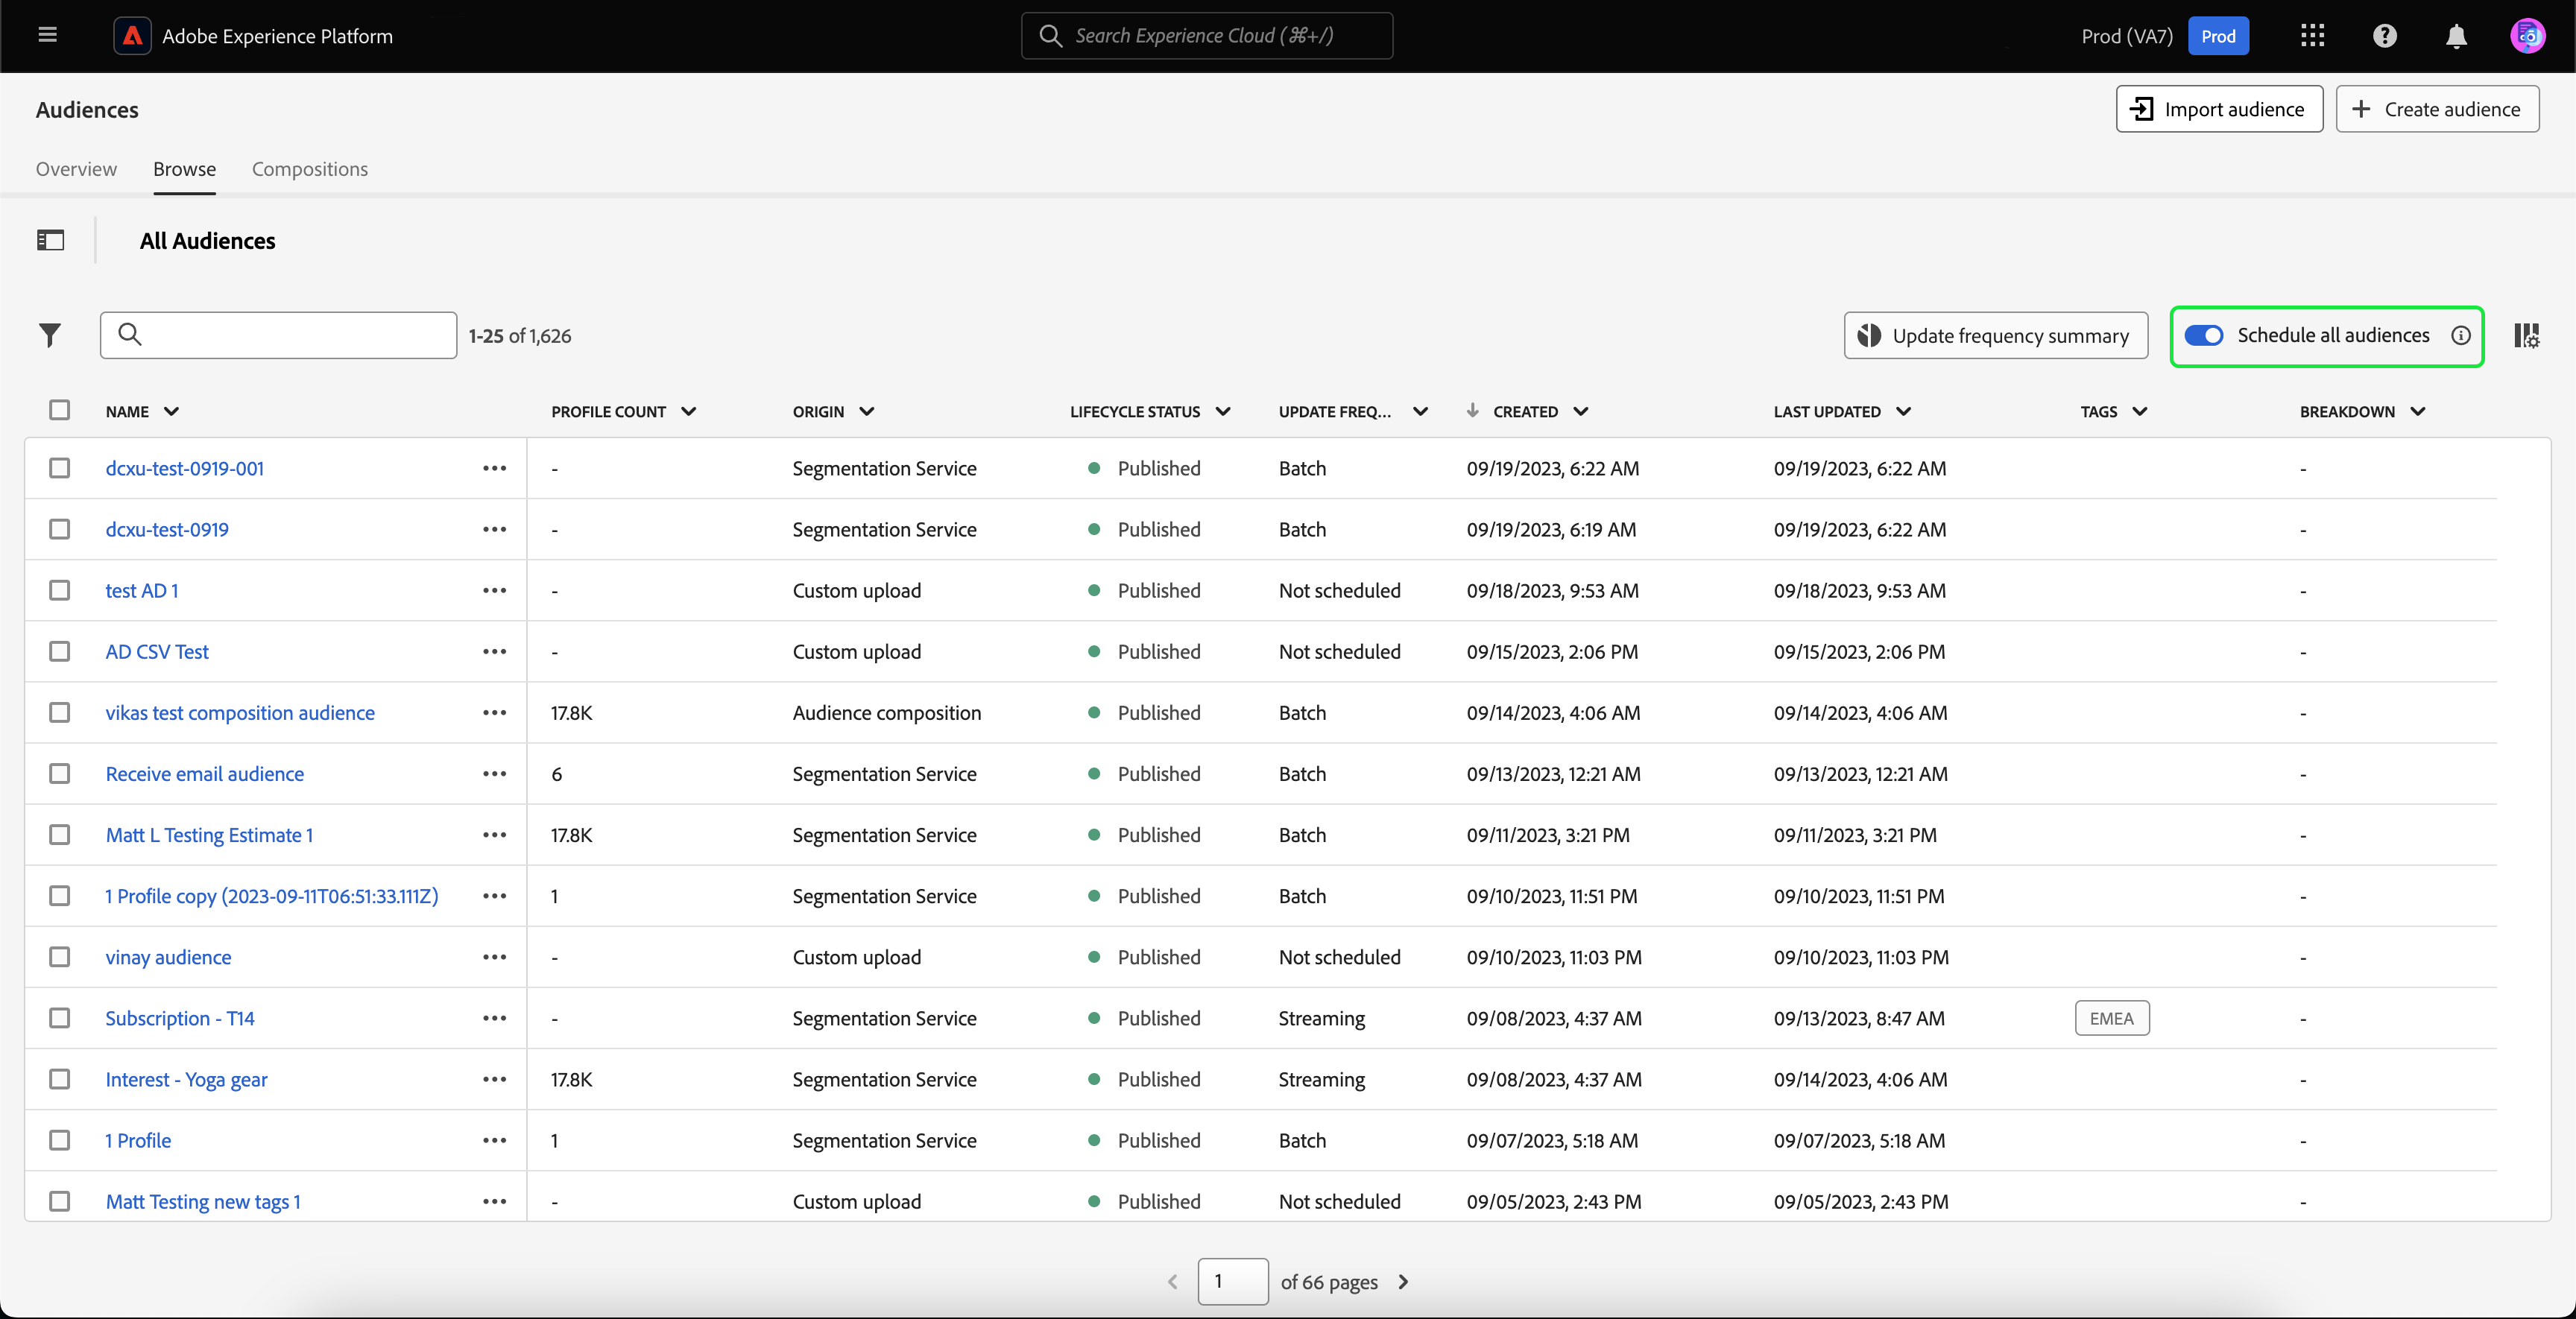 Adobe Experience Platform
Search Experience Cloud (⌘+/)
Prod (VA7) Prod
Audiences
Import audience
Create audience
Overview Browse Compositions
All Audiences
1-25 of 1,626
Update frequency summary
Schedule all audiences
NAME PROFILE COUNT ORIGIN LIFECYCLE STATUS UPDATE FREQ... CREATED LAST UPDATED TAGS BREAKDOWN
dcxu-test-0919-001 ••• - Segmentation Service Published Batch 09/19/2023, 6:22 AM 09/19/2023, 6:22 AM -
dcxu-test-0919 ••• - Segmentation Service Published Batch 09/19/2023, 6:19 AM 09/19/2023, 6:22 AM -
test AD 1 ••• - Custom upload Published Not scheduled 09/18/2023, 9:53 AM 09/18/2023, 9:53 AM -
AD CSV Test ••• - Custom upload Published Not scheduled 09/15/2023, 2:06 PM 09/15/2023, 2:06 PM -
vikas test composition audience ••• 17.8K Audience composition Published Batch 09/14/2023, 4:06 AM 09/14/2023, 4:06 AM -
Receive email audience ••• 6 Segmentation Service Published Batch 09/13/2023, 12:21 AM 09/13/2023, 12:21 AM -
Matt L Testing Estimate 1 ••• 17.8K Segmentation Service Published Batch 09/11/2023, 3:21 PM 09/11/2023, 3:21 PM -
1 Profile copy (2023-09-11T06:51:33.111Z) ••• 1 Segmentation Service Published Batch 09/10/2023, 11:51 PM 09/10/2023, 11:51 PM -
vinay audience ••• - Custom upload Published Not scheduled 09/10/2023, 11:03 PM 09/10/2023, 11:03 PM -
Subscription - T14 ••• - Segmentation Service Published Streaming 09/08/2023, 4:37 AM 09/13/2023, 8:47 AM EMEA -
Interest - Yoga gear ••• 17.8K Segmentation Service Published Streaming 09/08/2023, 4:37 AM 09/14/2023, 4:06 AM -
1 Profile ••• 1 Segmentation Service Published Batch 09/07/2023, 5:18 AM 09/07/2023, 5:18 AM -
Matt Testing new tags 1 ••• - Custom upload Published Not scheduled 09/05/2023, 2:43 PM 09/05/2023, 2:43 PM -
1 of 66 pages